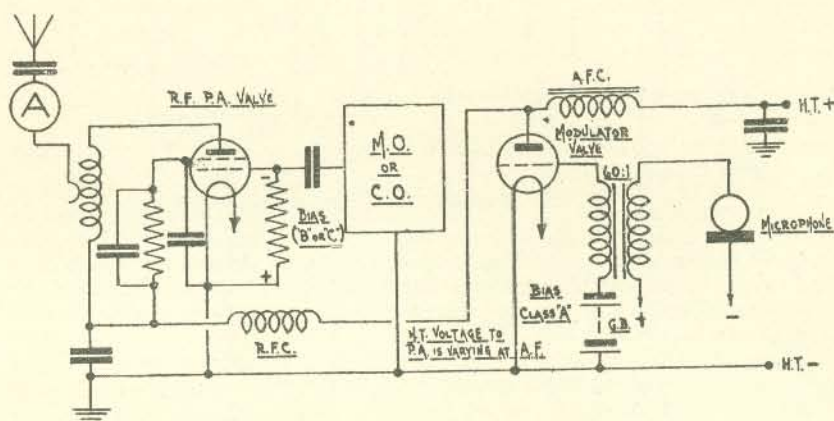 A
R.F. P.A. VALVE
M.O.
OR
C.O.
BIAS
("B" OR "C")
-
+
R.F.C.
H.T. VOLTAGE TO
P.A. IS VARYING AT A.F.
A.F.C.
MODULATOR
VALVE
60:1
BIAS
CLASS "A"
G.B.
+
MICROPHONE
-
H.T. +
H.T. -